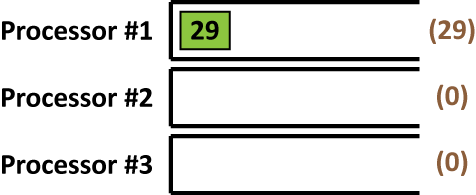 Processor #1 29 (29)
Processor #2 (0)
Processor #3 (0)